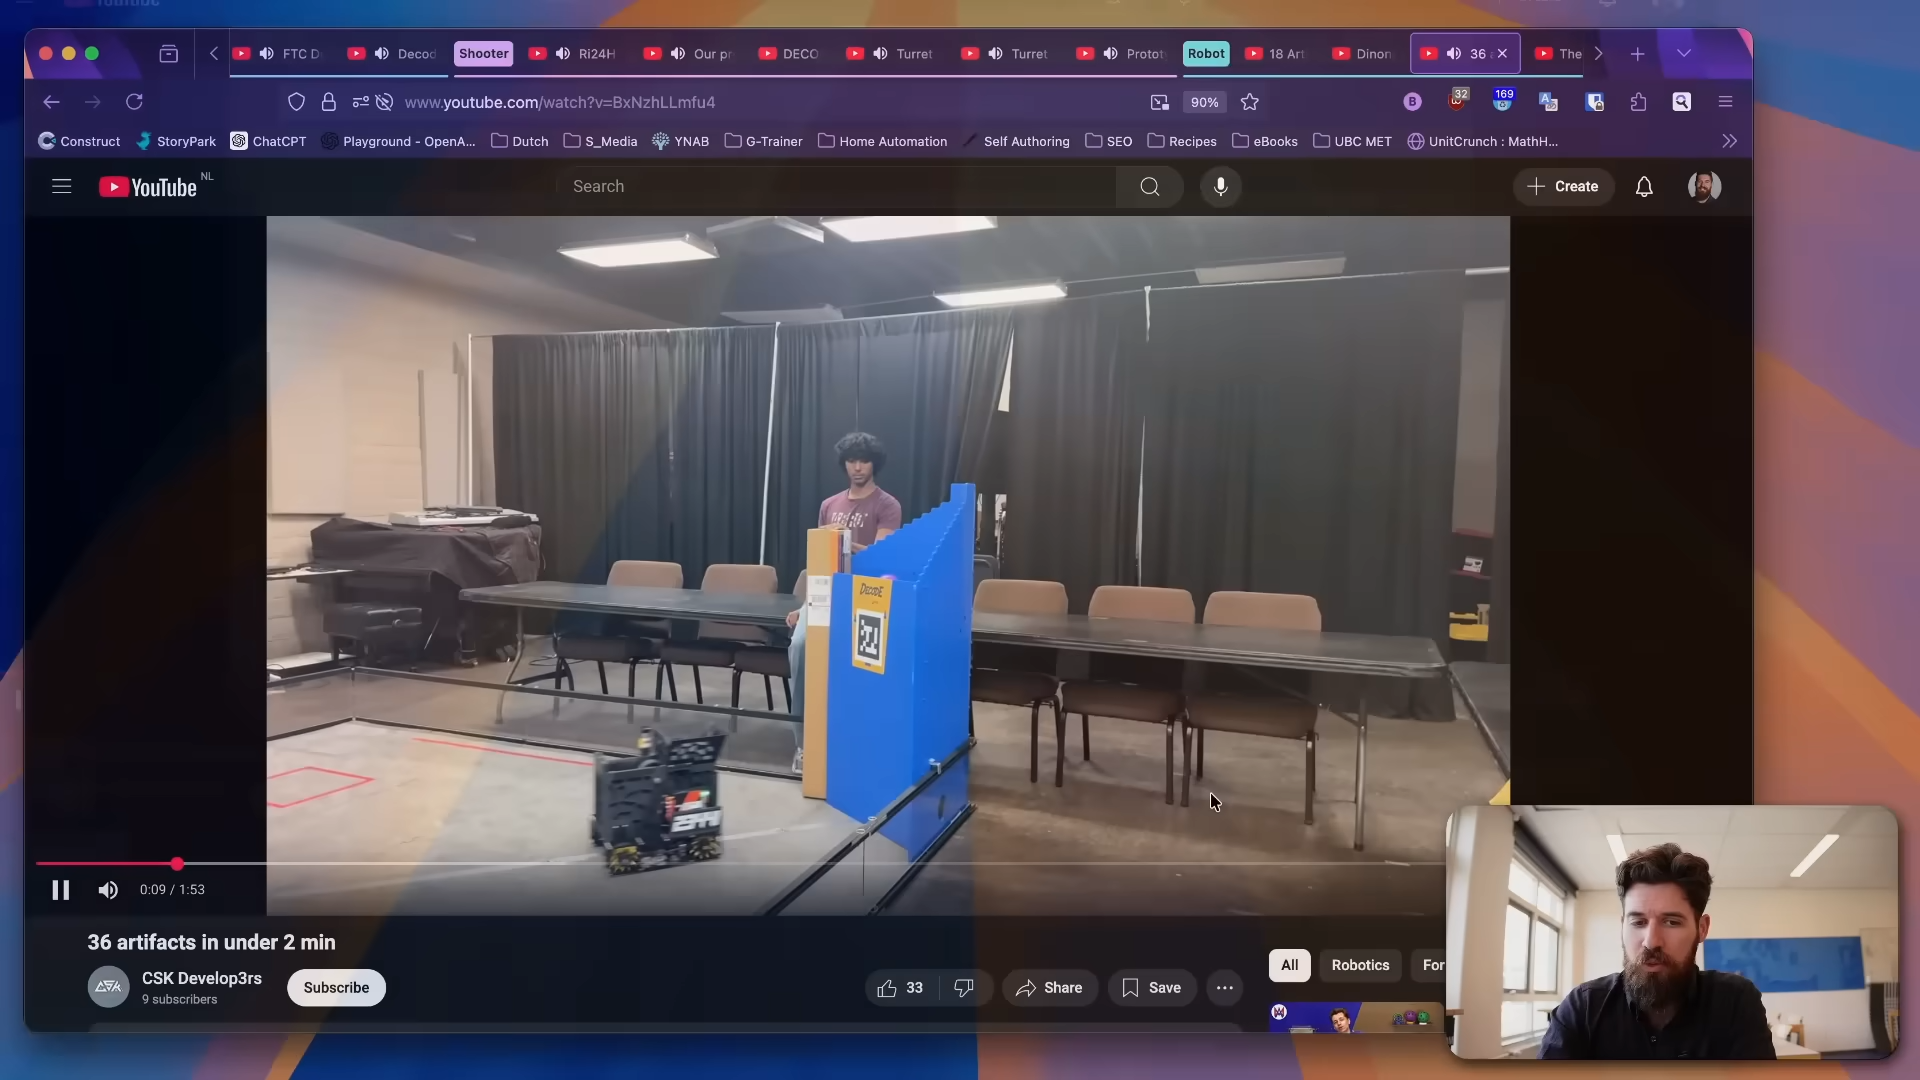 FTC D
Decod
Shooter
Ri24H
Our pr
DECO
Turret
Turret
Protot
Robot
18 Art
Dinon
36
The
www.youtube.com/watch?v=BxNzhLLmfu4
90%
B
32
169
Construct
StoryPark
ChatCPT
Playground - OpenA...
Dutch
S_Media
YNAB
G-Trainer
Home Automation
Self Authoring
SEO
Recipes
eBooks
UBC MET
UnitCrunch : MathH...
YouTube NL
Search
Create
DECODE
0:09 / 1:53
36 artifacts in under 2 min
CSK Develop3rs
9 subscribers
Subscribe
33
Share
Save
All
Robotics
For